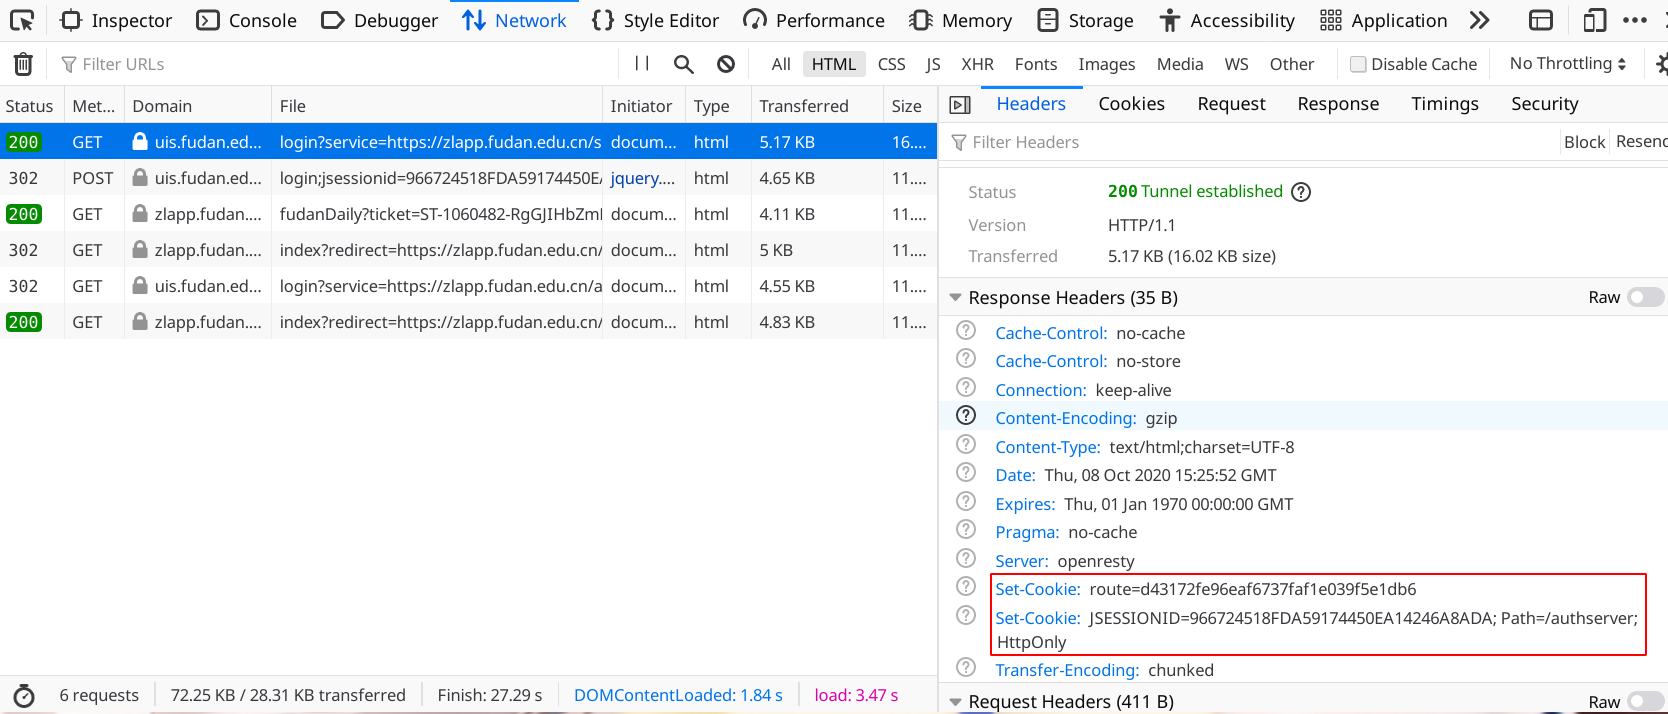 Inspector Console Debugger Network Style Editor Performance Memory Storage Accessibility Application
Filter URLs All HTML CSS JS XHR Fonts Images Media WS Other Disable Cache No Throttling
Status Met... Domain File Initiator Type Transferred Size
200 GET uis.fudan.ed... login?service=https://zlapp.fudan.edu.cn/s docum... html 5.17 KB 16....
302 POST uis.fudan.ed... login;jsessionid=966724518FDA59174450EA jquery.... html 4.65 KB 11....
200 GET zlapp.fudan.... fudanDaily?ticket=ST-1060482-RgGJIHbZm docum... html 4.11 KB 11....
302 GET zlapp.fudan.... index?redirect=https://zlapp.fudan.edu.cn/ docum... html 5 KB 11....
302 GET uis.fudan.ed... login?service=https://zlapp.fudan.edu.cn/a docum... html 4.55 KB 11....
200 GET zlapp.fudan.... index?redirect=https://zlapp.fudan.edu.cn/ docum... html 4.83 KB 11....
6 requests 72.25 KB / 28.31 KB transferred Finish: 27.29 s DOMContentLoaded: 1.84 s load: 3.47 s
Headers Cookies Request Response Timings Security
Filter Headers Block Resend
Status 200 Tunnel established
Version HTTP/1.1
Transferred 5.17 KB (16.02 KB size)
Response Headers (35 B) Raw
Cache-Control: no-cache
Cache-Control: no-store
Connection: keep-alive
Content-Encoding: gzip
Content-Type: text/html;charset=UTF-8
Date: Thu, 08 Oct 2020 15:25:52 GMT
Expires: Thu, 01 Jan 1970 00:00:00 GMT
Pragma: no-cache
Server: openresty
Set-Cookie: route=d43172fe96eaf6737faf1e039f5e1db6
Set-Cookie: JSESSIONID=966724518FDA59174450EA14246A8ADA; Path=/authserver;
HttpOnly
Transfer-Encoding: chunked
Request Headers (411 B) Raw